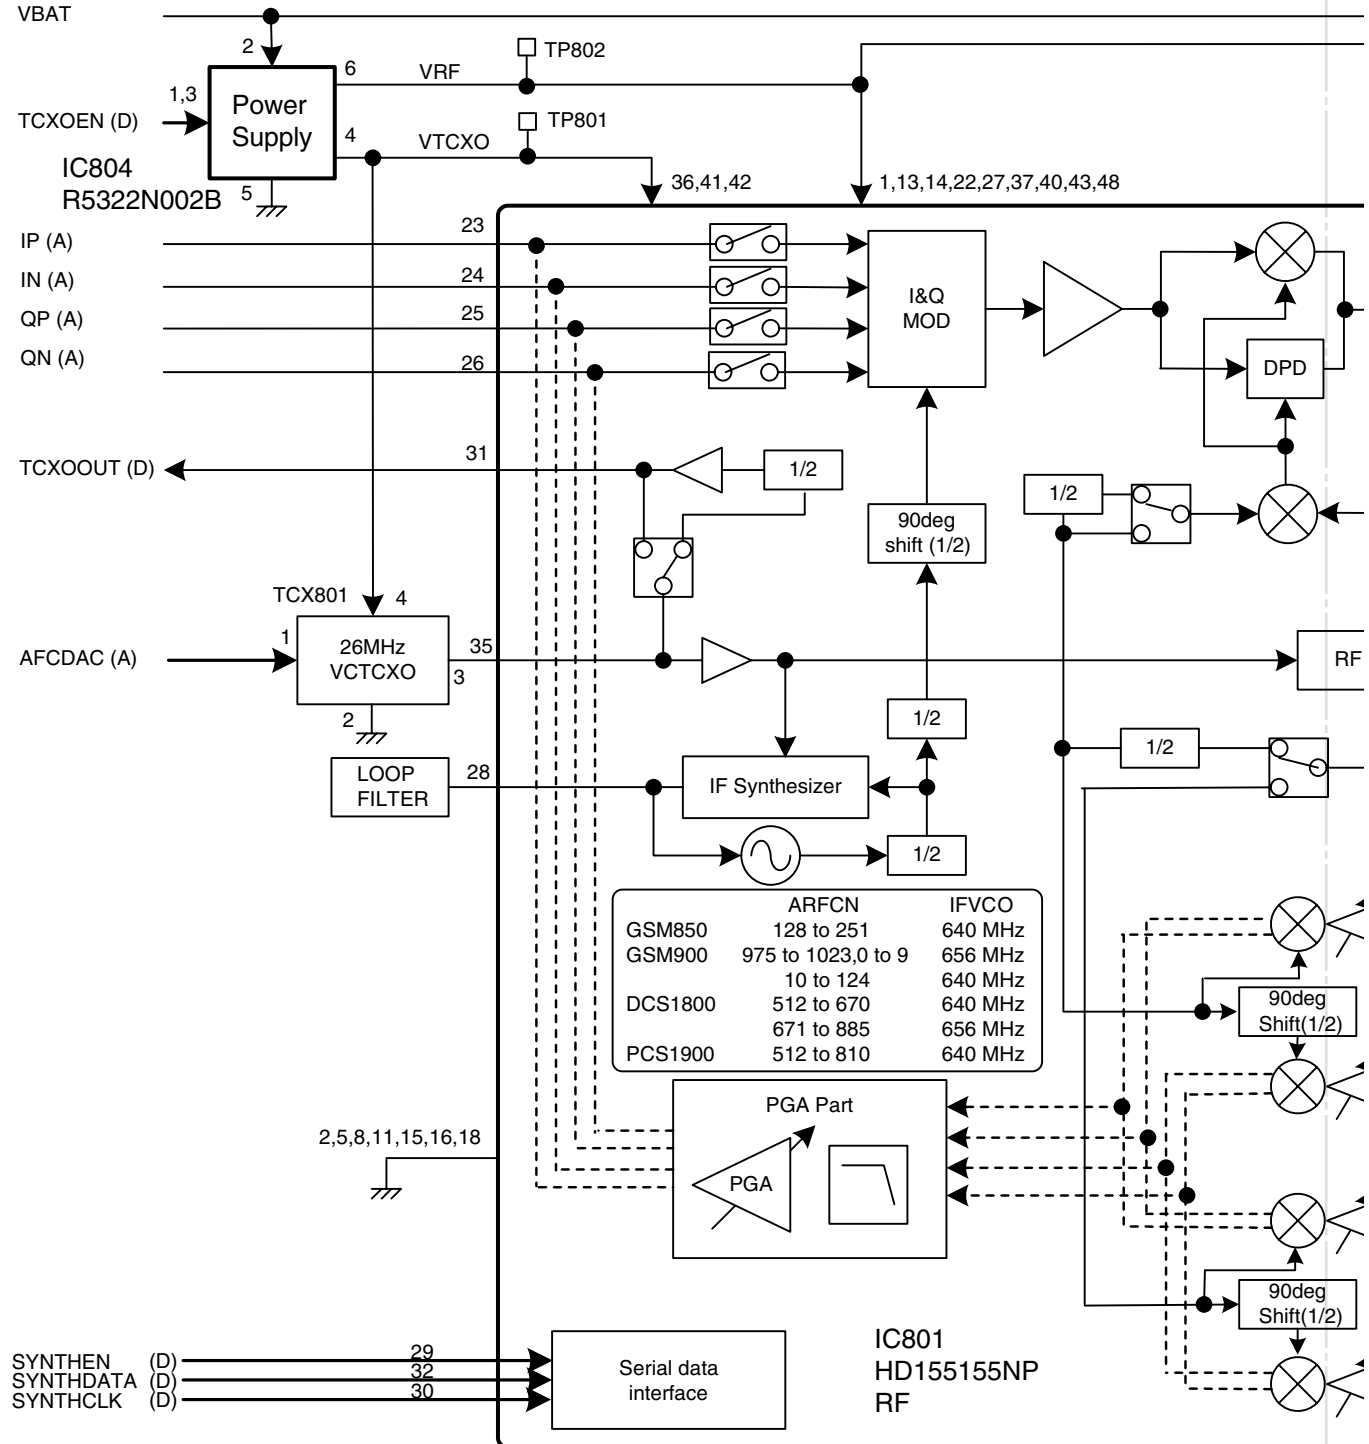 VBAT
2
6
VRF
TP802
1,3
Power
Supply
TCXOEN (D)
4
VTCXO
TP801
IC804
R5322N002B
5
36,41,42
1,13,14,22,27,37,40,43,48
IP (A)
23
IN (A)
24
QP (A)
25
QN (A)
26
I&Q
MOD
DPD
TCXOOUT (D)
31
1/2
1/2
90deg
shift (1/2)
TCX801
4
AFCDAC (A)
1
26MHz
VCTCXO
35
3
2
RF
1/2
1/2
LOOP
FILTER
28
IF Synthesizer
1/2
ARFCN IFVCO
GSM850 128 to 251 640 MHz
GSM900 975 to 1023,0 to 9 656 MHz
10 to 124 640 MHz
DCS1800 512 to 670 640 MHz
671 to 885 656 MHz
PCS1900 512 to 810 640 MHz
90deg
Shift(1/2)
PGA Part
PGA
2,5,8,11,15,16,18
90deg
Shift(1/2)
IC801
HD155155NP
RF
SYNTHEN (D)
29
SYNTHDATA (D)
32
SYNTHCLK (D)
30
Serial data
interface